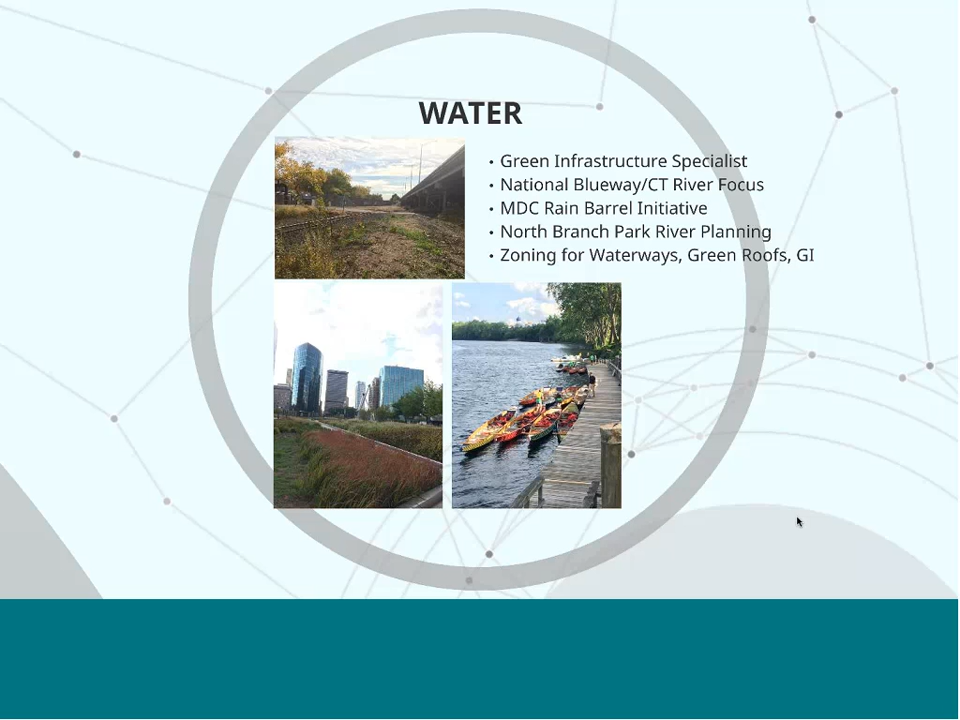 WATER
• Green Infrastructure Specialist
• National Blueway/CT River Focus
• MDC Rain Barrel Initiative
• North Branch Park River Planning
• Zoning for Waterways, Green Roofs, GI